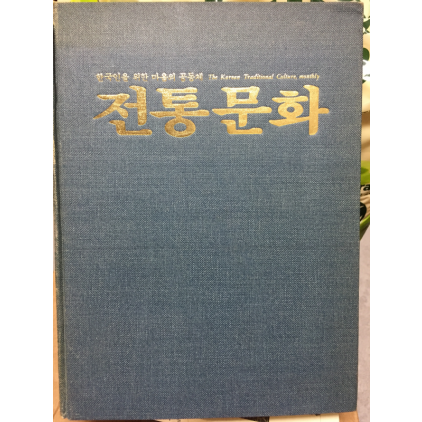 한국인을 위한 마음의 공동체 The Korean Traditional Culture, monthly
전통문화